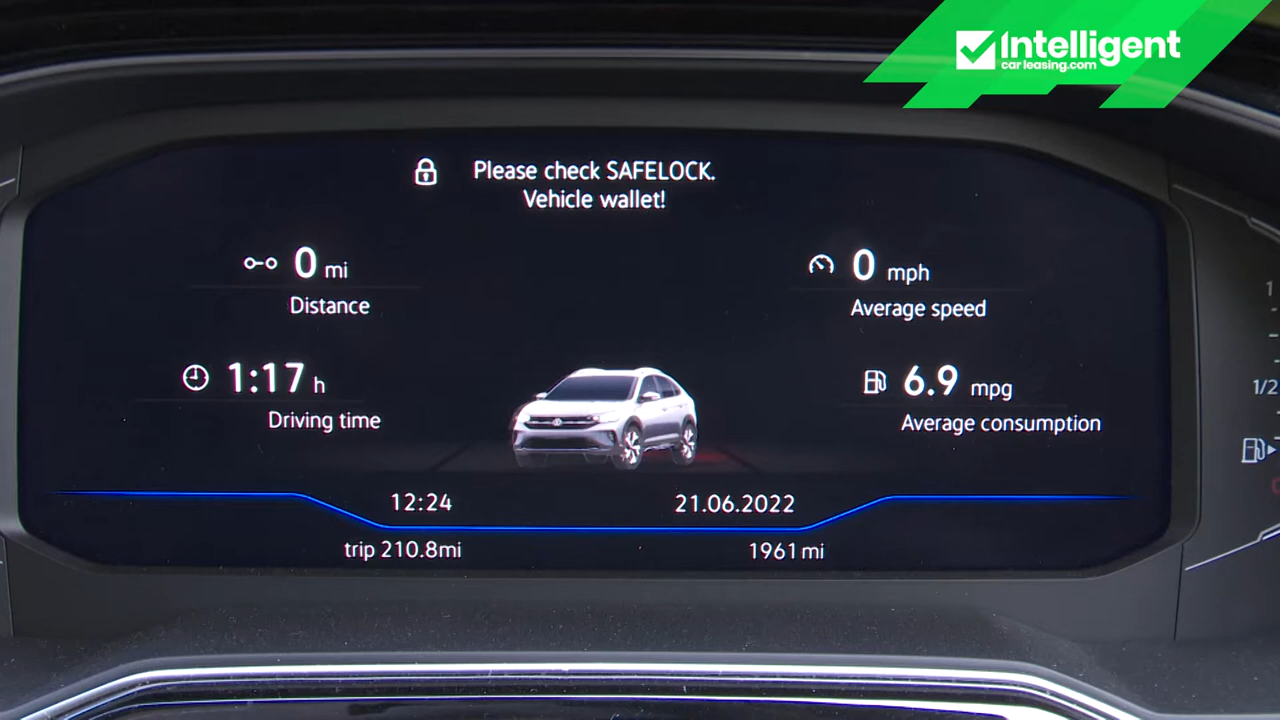 Intelligent
carleasing.com
Please check SAFELOCK.
Vehicle wallet!
0 mi
Distance
0 mph
Average speed
1:17 h
Driving time
6.9 mpg
Average consumption
1
1/2
12:24
21.06.2022
trip 210.8mi
1961 mi